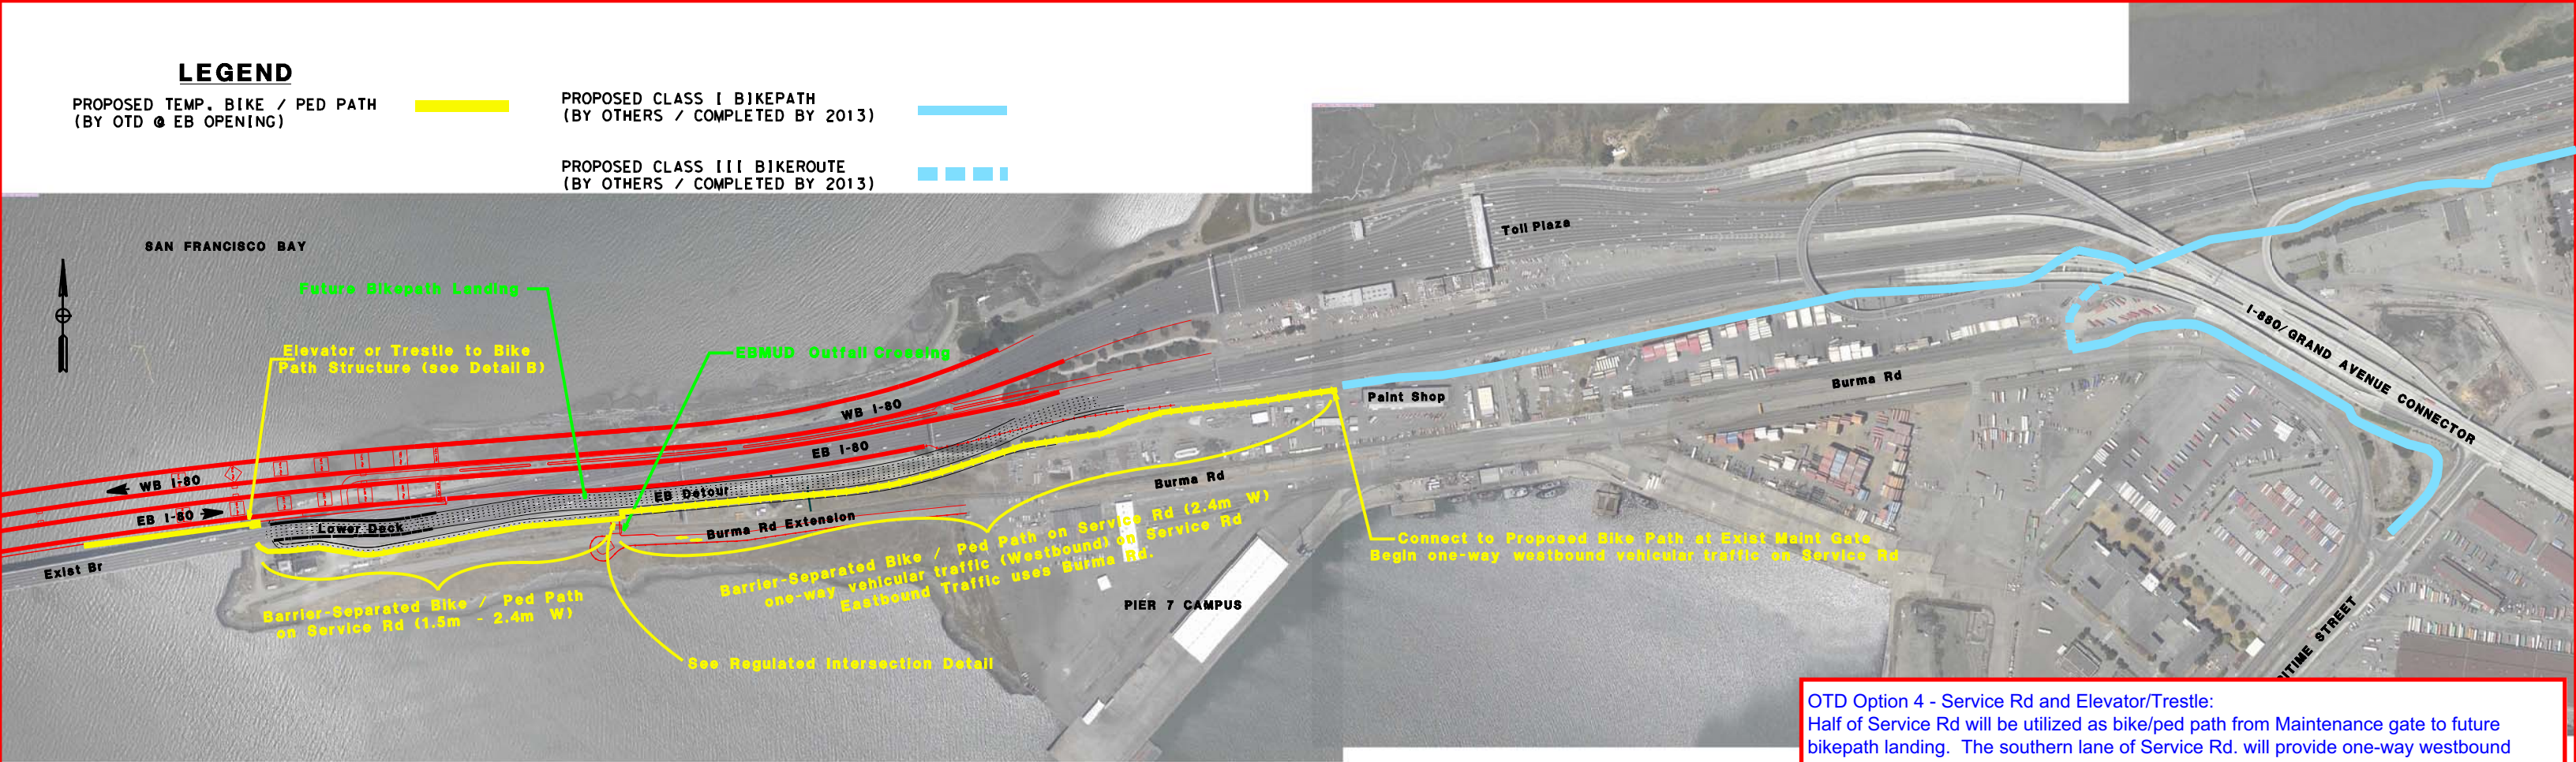 LEGEND
PROPOSED TEMP. BIKE / PED PATH
(BY OTD @ EB OPENING)
PROPOSED CLASS I BIKEPATH
(BY OTHERS / COMPLETED BY 2013)
PROPOSED CLASS III BIKEROUTE
(BY OTHERS / COMPLETED BY 2013)
SAN FRANCISCO BAY
Future Bikepath Landing
Elevator or Trestle to Bike
Path Structure (see Detail B)
EBMUD Outfall Crossing
Toll Plaza
WB I-80
EB I-80
WB I-80
EB I-80
Lower Deck
EB Detour
Exist Br
Burma Rd Extension
Burma Rd
Paint Shop
Burma Rd
I-880/GRAND AVENUE CONNECTOR
Barrier-Separated Bike / Ped Path
on Service Rd (1.5m - 2.4m W)
Barrier-Separated Bike / Ped Path on Service Rd (2.4m W)
one-way vehicular traffic (Westbound) on Service Rd
Eastbound Traffic uses Burma Rd.
Connect to Proposed Bike Path at Exist Maint Gate
Begin one-way westbound vehicular traffic on Service Rd
PIER 7 CAMPUS
See Regulated Intersection Detail
ITIME STREET
OTD Option 4 - Service Rd and Elevator/Trestle:
Half of Service Rd will be utilized as bike/ped path from Maintenance gate to future
bikepath landing. The southern lane of Service Rd. will provide one-way westbound